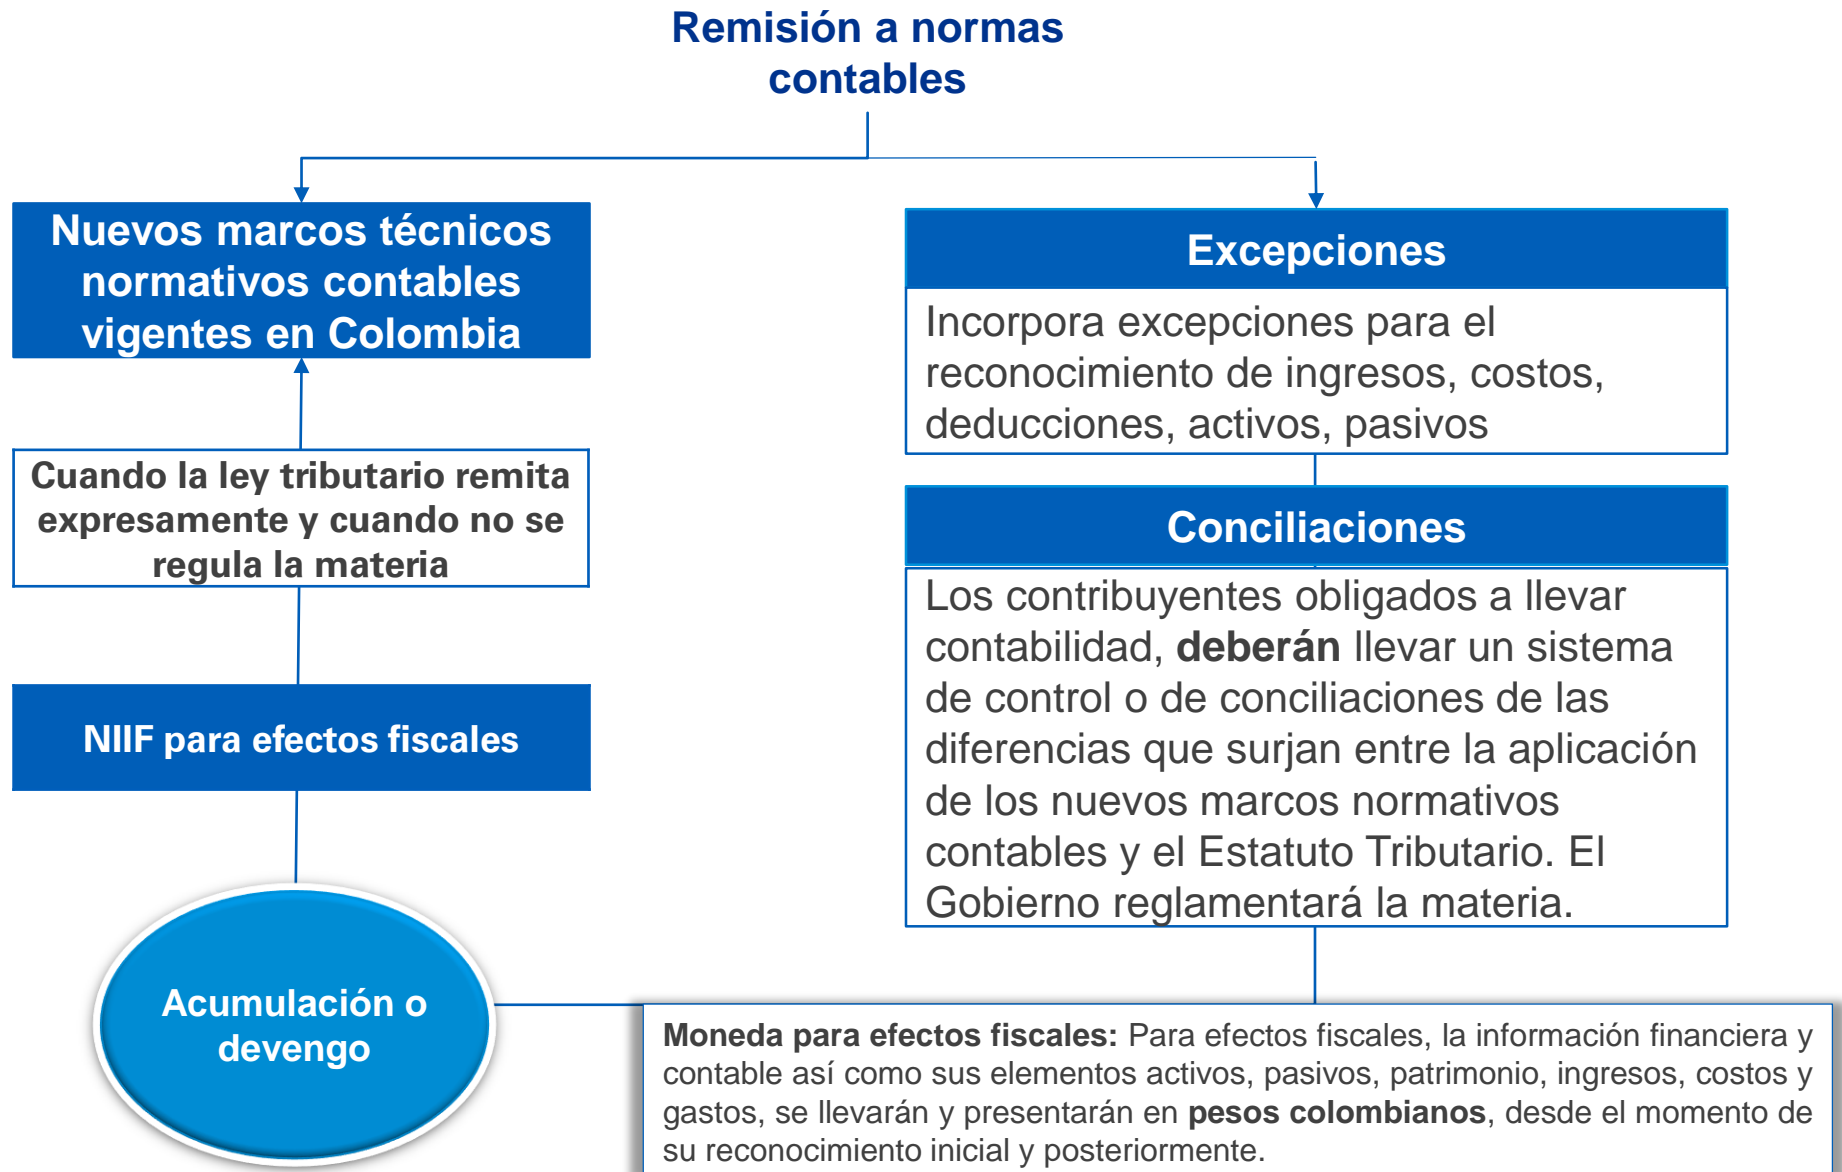 Remisión a normas
contables
Nuevos marcos técnicos
normativos contables
vigentes en Colombia
Cuando la ley tributario remita
expresamente y cuando no se
regula la materia
NIIF para efectos fiscales
Acumulación o
devengo
Excepciones
Incorpora excepciones para el
reconocimiento de ingresos, costos,
deducciones, activos, pasivos
Conciliaciones
Los contribuyentes obligados a llevar
contabilidad, deberán llevar un sistema
de control o de conciliaciones de las
diferencias que surjan entre la aplicación
de los nuevos marcos normativos
contables y el Estatuto Tributario. El
Gobierno reglamentará la materia.
Moneda para efectos fiscales: Para efectos fiscales, la información financiera y
contable así como sus elementos activos, pasivos, patrimonio, ingresos, costos y
gastos, se llevarán y presentarán en pesos colombianos, desde el momento de
su reconocimiento inicial y posteriormente.